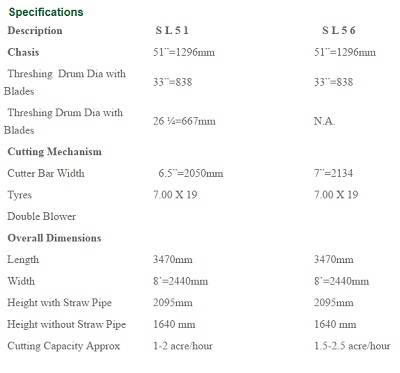 Specifications
Description S L 5 1 S L 5 6
Chasis 51"=1296mm 51"=1296mm
Threshing Drum Dia with 33"=838 33"=838
Blades
Threshing Drum Dia with 26 ¼=667mm N.A.
Blades
Cutting Mechanism
Cutter Bar Width 6.5"=2050mm 7"=2134
Tyres 7.00 X 19 7.00 X 19
Double Blower
Overall Dimensions
Length 3470mm 3470mm
Width 8'=2440mm 8'=2440mm
Height with Straw Pipe 2095mm 2095mm
Height without Straw Pipe 1640 mm 1640 mm
Cutting Capacity Approx 1-2 acre/hour 1.5-2.5 acre/hour